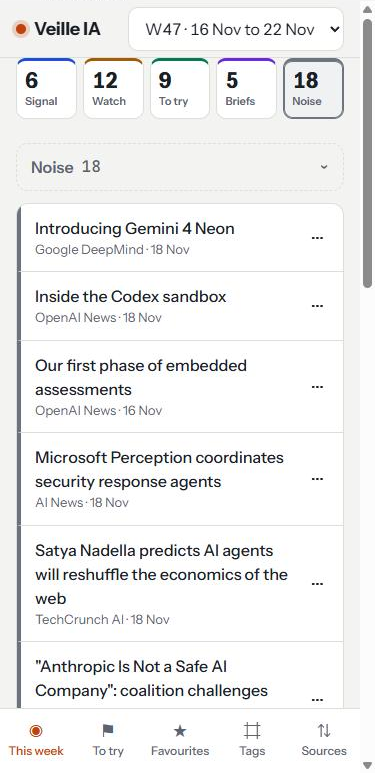 Veille IA
W47 · 16 Nov to 22 Nov
6
Signal
12
Watch
9
To try
5
Briefs
18
Noise
Noise 18
Introducing Gemini 4 Neon
Google DeepMind · 18 Nov
Inside the Codex sandbox
OpenAI News · 18 Nov
Our first phase of embedded
assessments
OpenAI News · 16 Nov
Microsoft Perception coordinates
security response agents
AI News · 18 Nov
Satya Nadella predicts AI agents
will reshuffle the economics of the
web
TechCrunch AI · 18 Nov
"Anthropic Is Not a Safe AI
Company": coalition challenges
This week
To try
Favourites
Tags
Sources